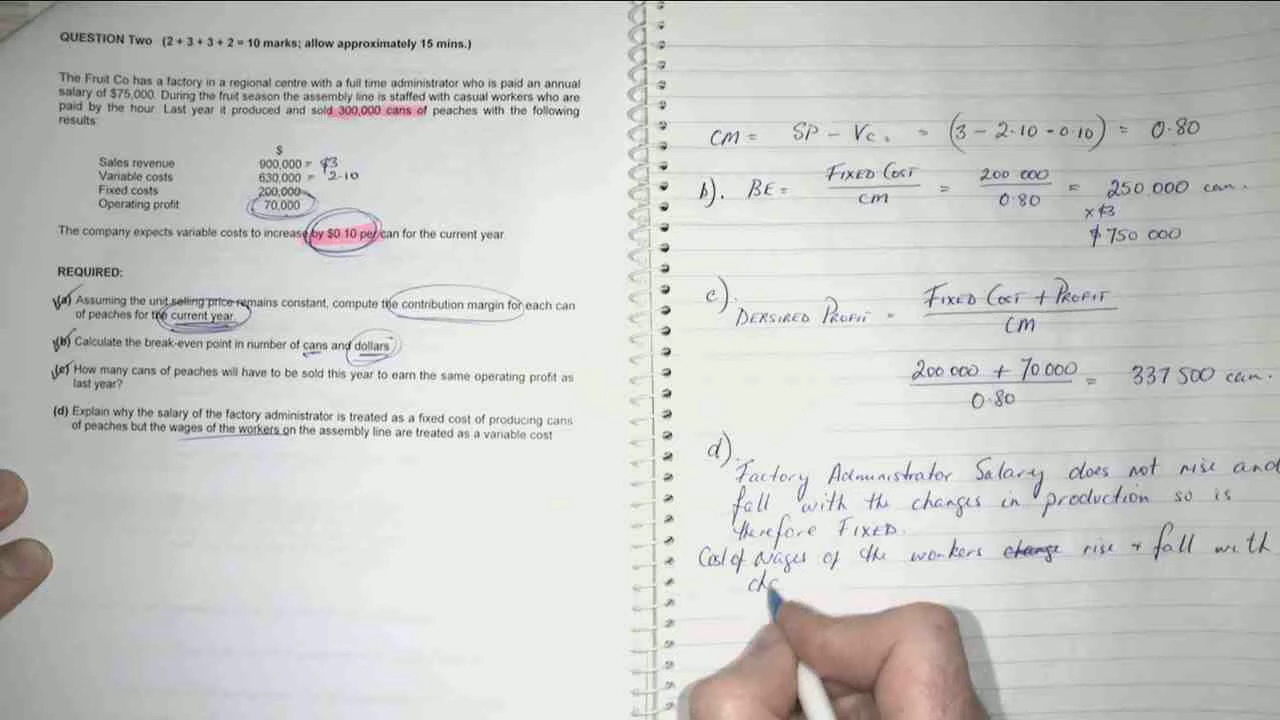 QUESTION Two (2 + 3 + 3 + 2 = 10 marks; allow approximately 15 mins.)
The Fruit Co has a factory in a regional centre with a full time administrator who is paid an annual
salary of $75,000. During the fruit season the assembly line is staffed with casual workers who are
paid by the hour. Last year it produced and sold 300,000 cans of peaches with the following
results:
$
Sales revenue 900,000 = $3
Variable costs 630,000 = 2.10
Fixed costs 200,000
Operating profit 70,000
The company expects variable costs to increase by $0.10 per can for the current year.
REQUIRED:
(a) Assuming the unit selling price remains constant, compute the contribution margin for each can
of peaches for the current year.
(b) Calculate the break-even point in number of cans and dollars
(c) How many cans of peaches will have to be sold this year to earn the same operating profit as
last year?
(d) Explain why the salary of the factory administrator is treated as a fixed cost of producing cans
of peaches but the wages of the workers on the assembly line are treated as a variable cost
CM = SP - Vc. = (3 - 2.10 - 0.10) = 0.80
b). BE = FIXED COST / CM = 200 000 / 0.80 = 250 000 can.
x $3
$750 000
c). DERSIRED PROFIT = FIXED COST + PROFIT / CM
200 000 + 70 000 / 0.80 = 337 500 can.
d).
Factory Administrator Salary does not rise and
fall with the changes in production so is
therefore FIXED.
Cost of wages of the workers change rise + fall with
cha